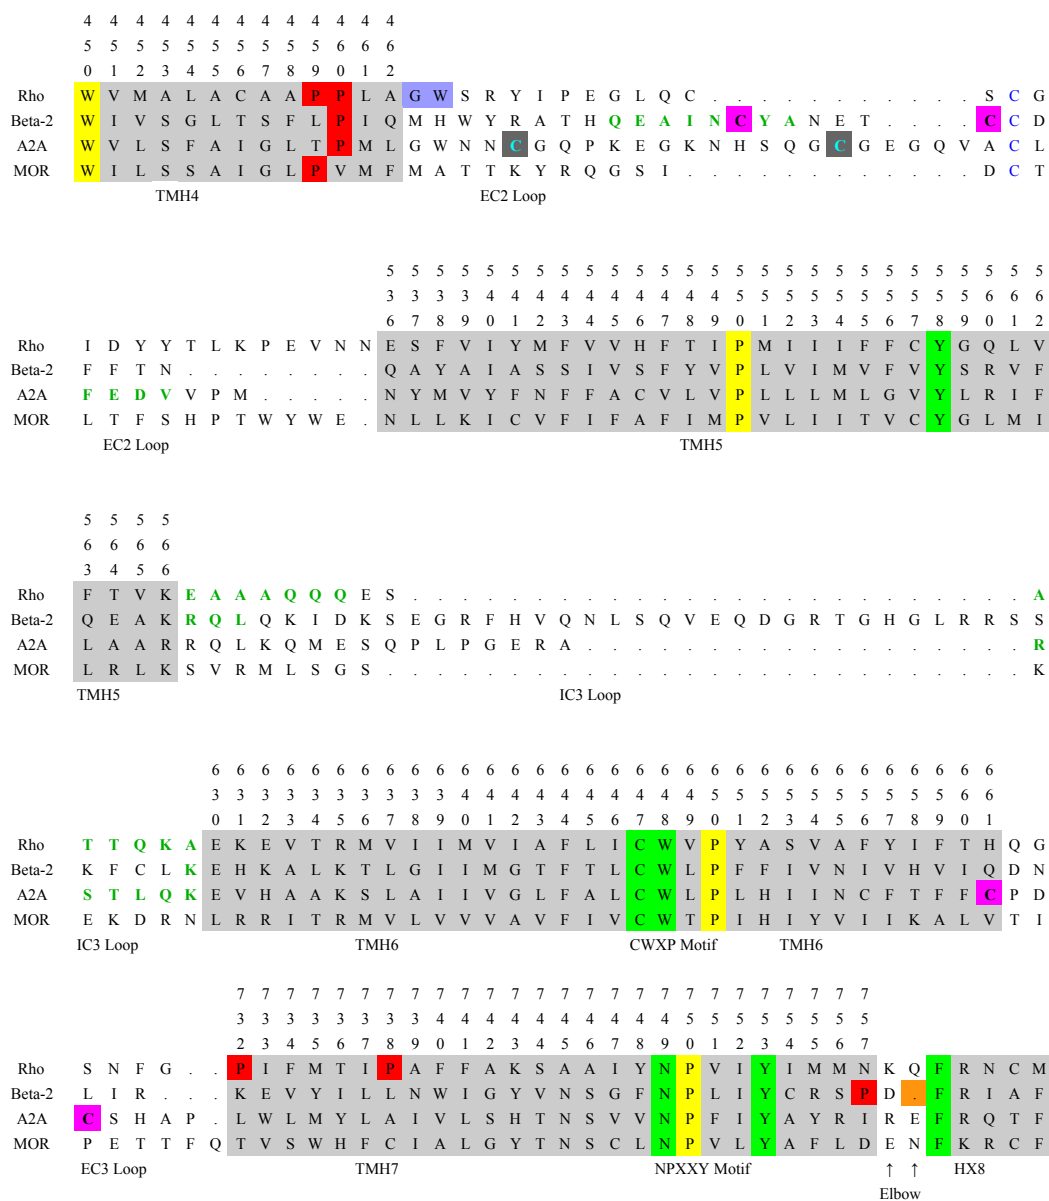 4 4 4 4 4 4 4 4 4 4 4 4 4
5 5 5 5 5 5 5 5 5 5 6 6 6
0 1 2 3 4 5 6 7 8 9 0 1 2
Rho W V M A L A C A A P P L A G W S R Y I P E G L Q C . . . . . . . . . . . S C G
Beta-2 W I V S G L T S F L P I Q M H W Y R A T H Q E A I N C Y A N E T . . . . C C D
A2A W V L S F A I G L T P M L G W N N C G Q P K E G K N H S Q G C G E G Q V A C L
MOR W I L S S A I G L P V M F M A T T K Y R Q G S I . . . . . . . . . . . . D C T
TMH4 EC2 Loop
5 5 5 5 5 5 5 5 5 5 5 5 5 5 5 5 5 5 5 5 5 5 5 5 5 5 5
3 3 3 3 4 4 4 4 4 4 4 4 4 4 5 5 5 5 5 5 5 5 5 5 6 6 6
6 7 8 9 0 1 2 3 4 5 6 7 8 9 0 1 2 3 4 5 6 7 8 9 0 1 2
Rho I D Y Y T L K P E V N N E S F V I Y M F V V H F T I P M I I I F F C Y G Q L V
Beta-2 F F T N . . . . . . . . Q A Y A I A S S I V S F Y V P L V I M V F V Y S R V F
A2A F E D V V P M . . . . . N Y M V Y F N F F A C V L V P L L L M L G V Y L R I F
MOR L T F S H P T W Y W E . N L L K I C V F I F A F I M P V L I I T V C Y G L M I
EC2 Loop TMH5
5 5 5 5
6 6 6 6
3 4 5 6
Rho F T V K E A A A Q Q Q E S . . . . . . . . . . . . . . . . . . . . . . . . . A
Beta-2 Q E A K R Q L Q K I D K S E G R F H V Q N L S Q V E Q D G R T G H G L R R S S
A2A L A A R R Q L K Q M E S Q P L P G E R A . . . . . . . . . . . . . . . . . . R
MOR L R L K S V R M L S G S . . . . . . . . . . . . . . . . . . . . . . . . . . K
TMH5 IC3 Loop
6 6 6 6 6 6 6 6 6 6 6 6 6 6 6 6 6 6 6 6 6 6 6 6 6 6 6 6 6 6 6 6
3 3 3 3 3 3 3 3 3 3 4 4 4 4 4 4 4 4 4 4 5 5 5 5 5 5 5 5 5 5 6 6
0 1 2 3 4 5 6 7 8 9 0 1 2 3 4 5 6 7 8 9 0 1 2 3 4 5 6 7 8 9 0 1
Rho T T Q K A E K E V T R M V I I M V I A F L I C W V P Y A S V A F Y I F T H Q G
Beta-2 K F C L K E H K A L K T L G I I M G T F T L C W L P F F I V N I V H V I Q D N
A2A S T L Q K E V H A A K S L A I I V G L F A L C W L P L H I I N C F T F F C P D
MOR E K D R N L R R I T R M V L V V V A V F I V C W T P I H I Y V I I K A L V T I
IC3 Loop TMH6 CWXP Motif TMH6
7 7 7 7 7 7 7 7 7 7 7 7 7 7 7 7 7 7 7 7 7 7 7 7 7 7
3 3 3 3 3 3 3 3 4 4 4 4 4 4 4 4 4 4 5 5 5 5 5 5 5 5
2 3 4 5 6 7 8 9 0 1 2 3 4 5 6 7 8 9 0 1 2 3 4 5 6 7
Rho S N F G . . P I F M T I P A F F A K S A A I Y N P V I Y I M M N K Q F R N C M
Beta-2 L I R . . . K E V Y I L L N W I G Y V N S G F N P L I Y C R S P D . F R I A F
A2A C S H A P . L W L M Y L A I V L S H T N S V V N P F I Y A Y R I R E F R Q T F
MOR P E T T F Q T V S W H F C I A L G Y T N S C L N P V L Y A F L D E N F K R C F
EC3 Loop TMH7 NPXXY Motif ↑ ↑ HX8
Elbow